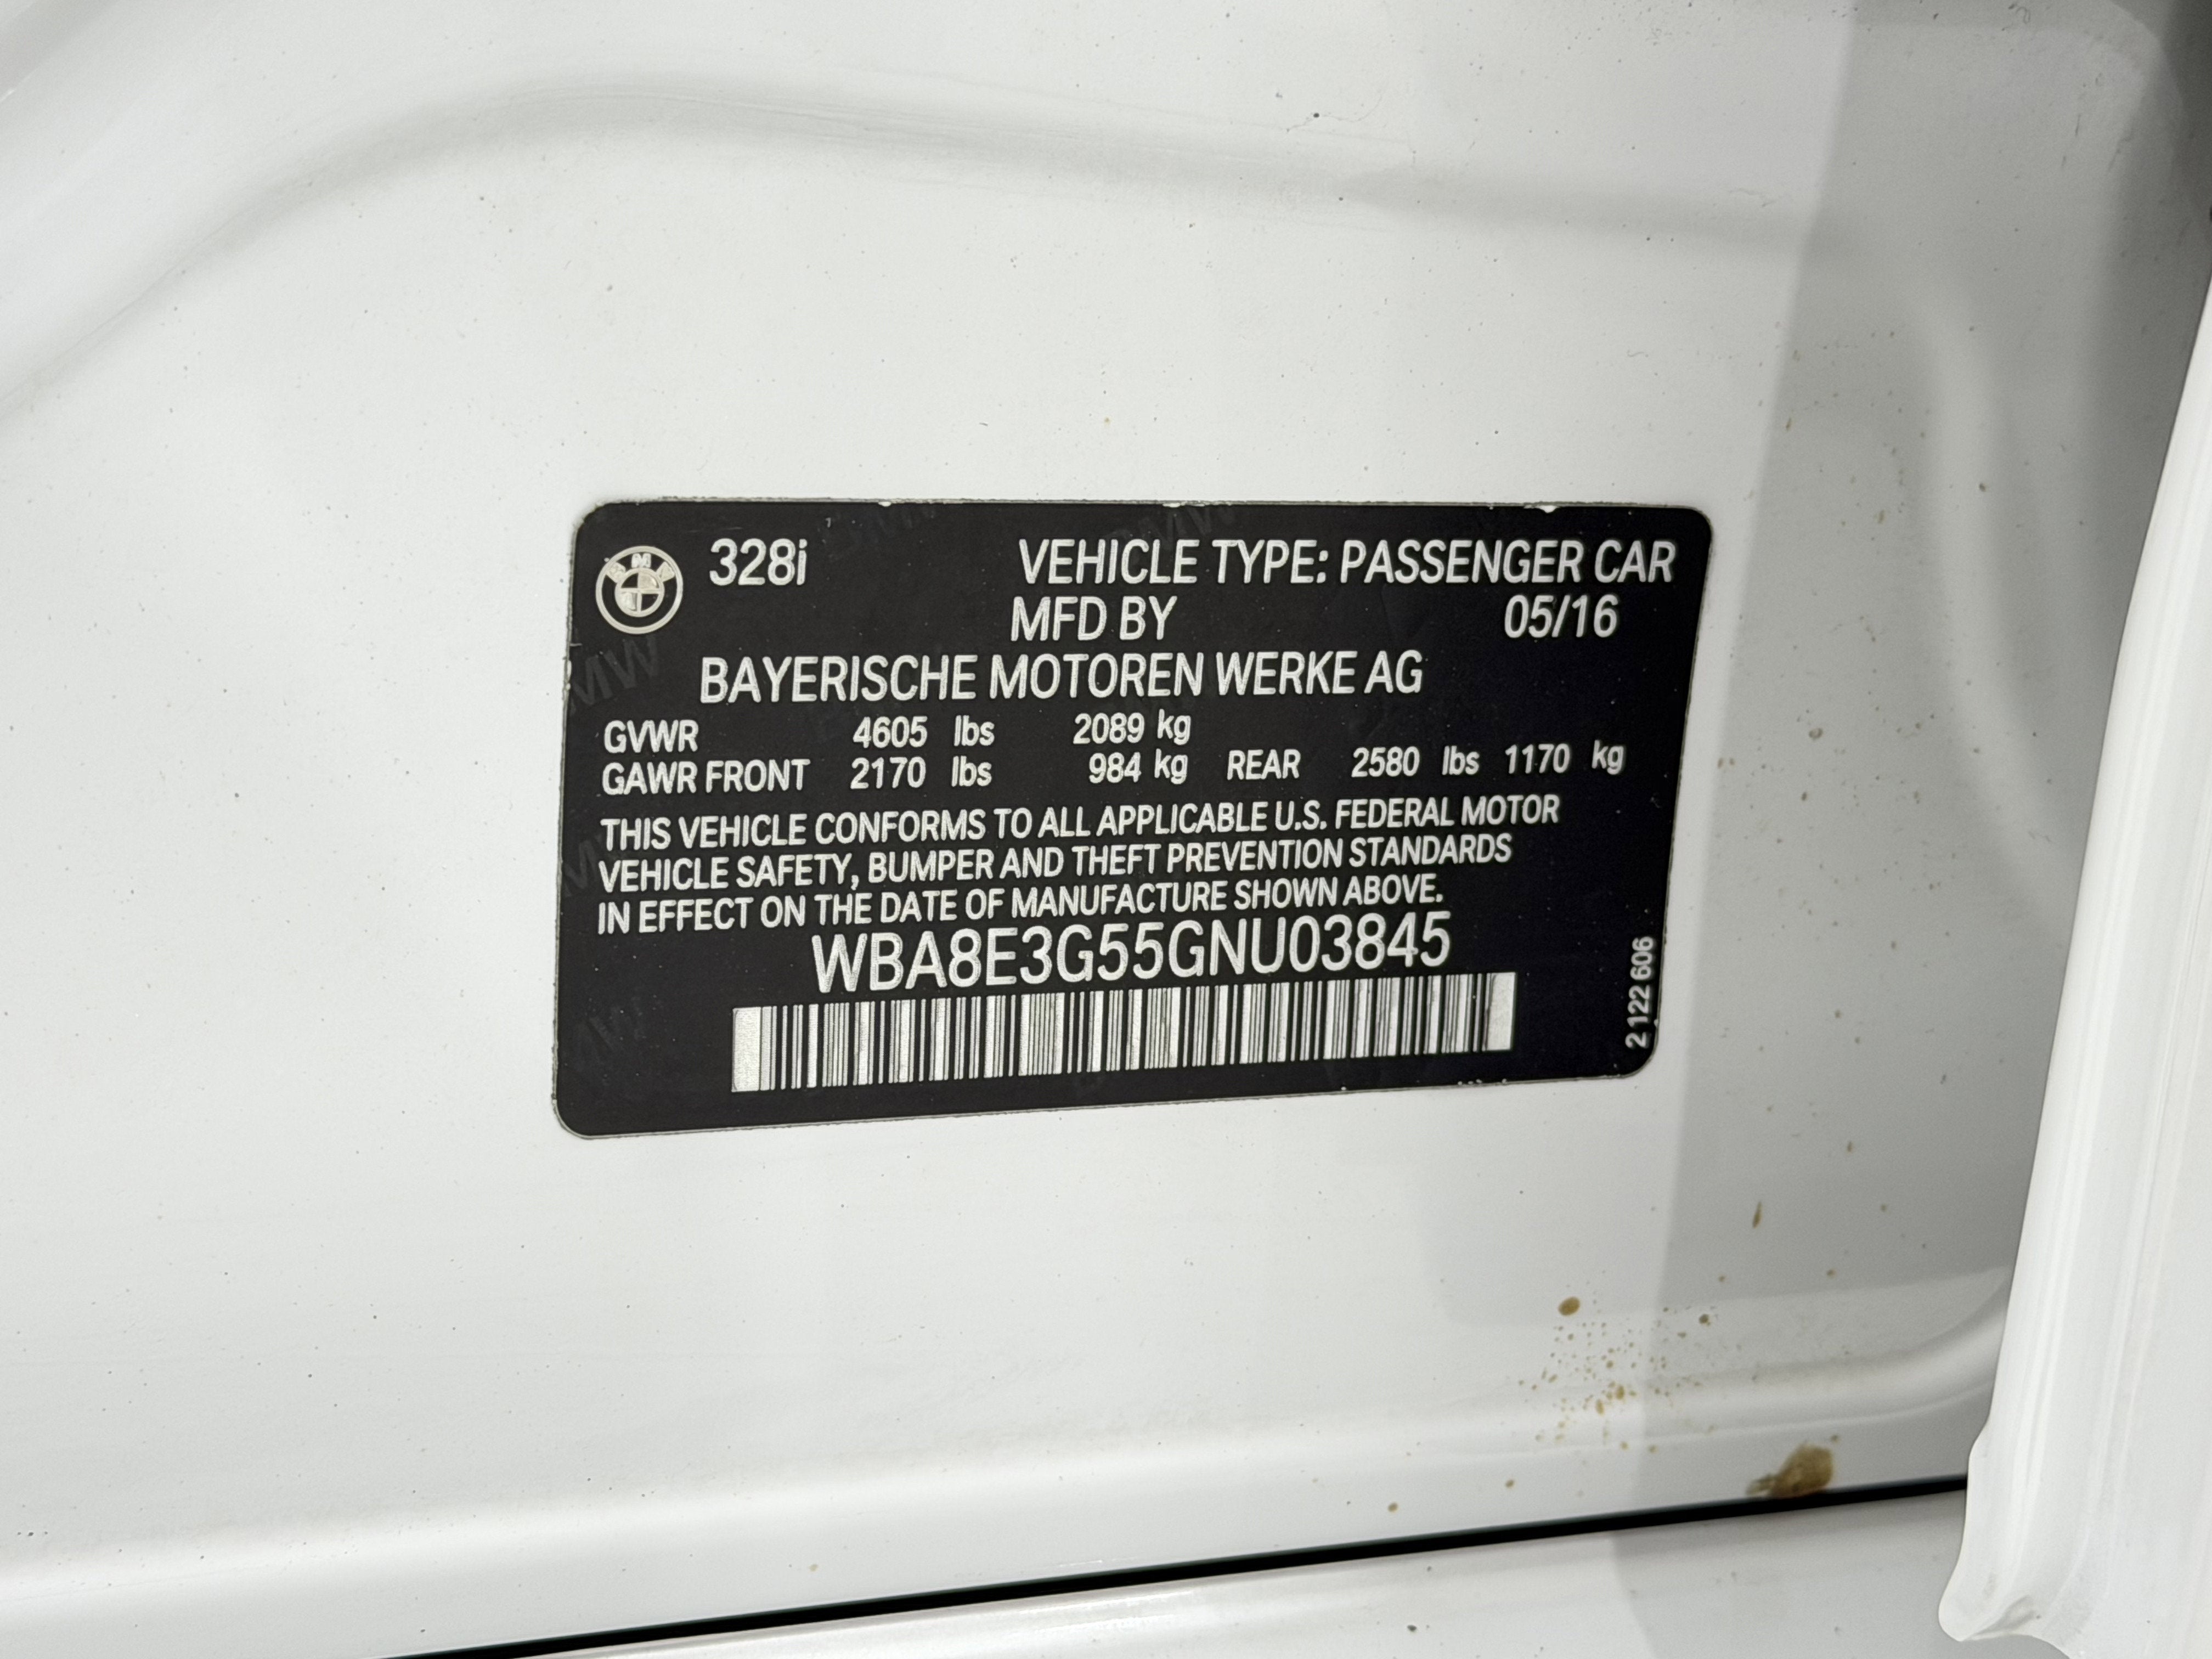 328i VEHICLE TYPE: PASSENGER CAR
MFD BY 05/16
BAYERISCHE MOTOREN WERKE AG
GVWR 4605 lbs 2089 kg
GAWR FRONT 2170 lbs 984 kg REAR 2580 lbs 1170 kg
THIS VEHICLE CONFORMS TO ALL APPLICABLE U.S. FEDERAL MOTOR
VEHICLE SAFETY, BUMPER AND THEFT PREVENTION STANDARDS
IN EFFECT ON THE DATE OF MANUFACTURE SHOWN ABOVE.
WBA8E3G55GNU03845
2 122 606